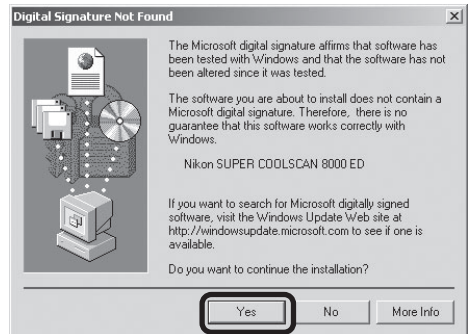 Digital Signature Not Found
The Microsoft digital signature affirms that software has
been tested with Windows and that the software has not
been altered since it was tested.
The software you are about to install does not contain a
Microsoft digital signature. Therefore, there is no
guarantee that this software works correctly with
Windows.
Nikon SUPER COOLSCAN 8000 ED
If you want to search for Microsoft digitally signed
software, visit the Windows Update Web site at
http://windowsupdate.microsoft.com to see if one is
available.
Do you want to continue the installation?
Yes No More Info